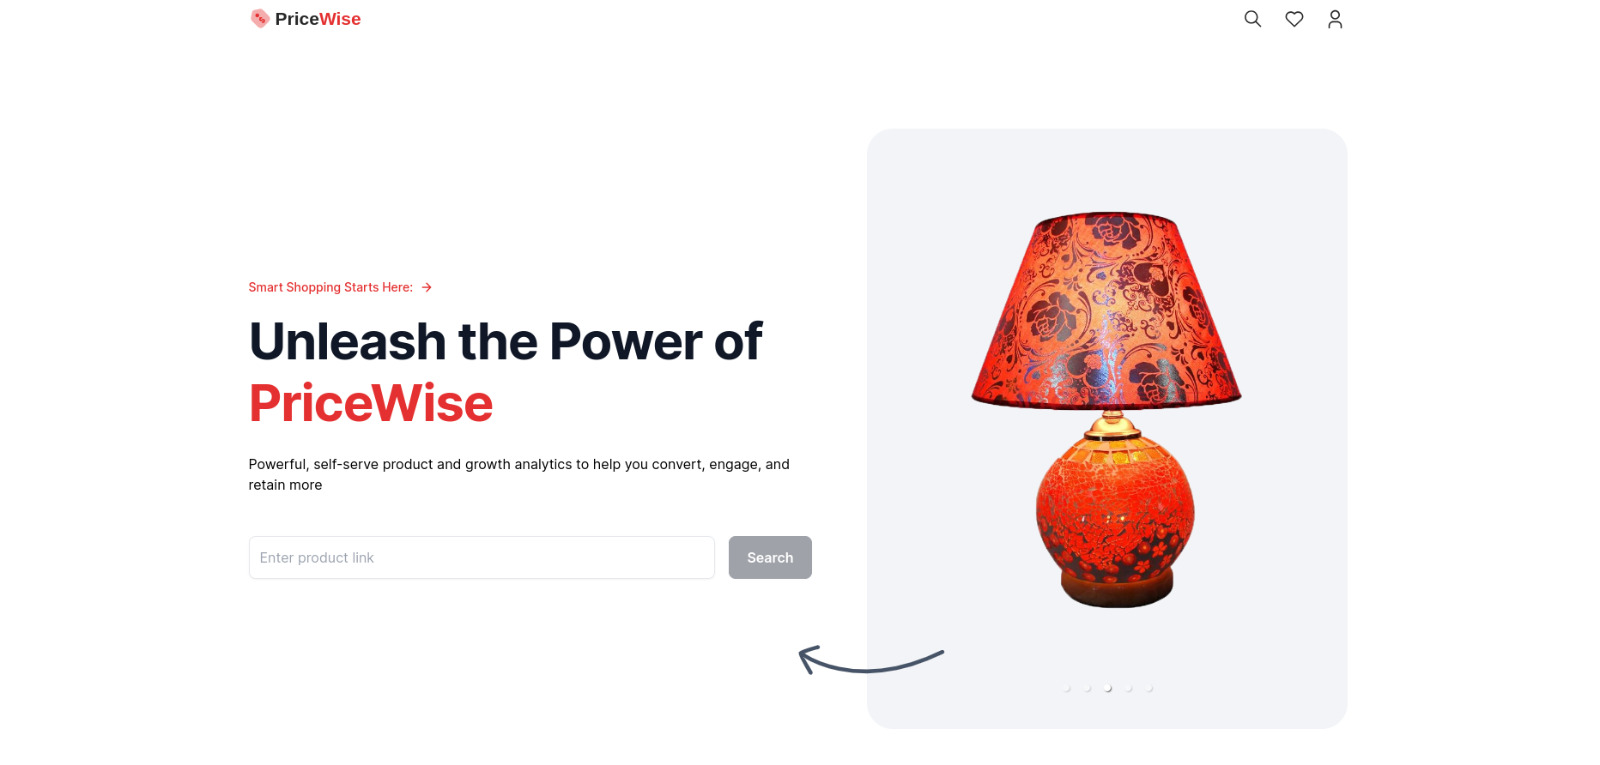 PriceWise
Smart Shopping Starts Here:
Unleash the Power of
PriceWise
Powerful, self-serve product and growth analytics to help you convert, engage, and
retain more
Enter product link
Search